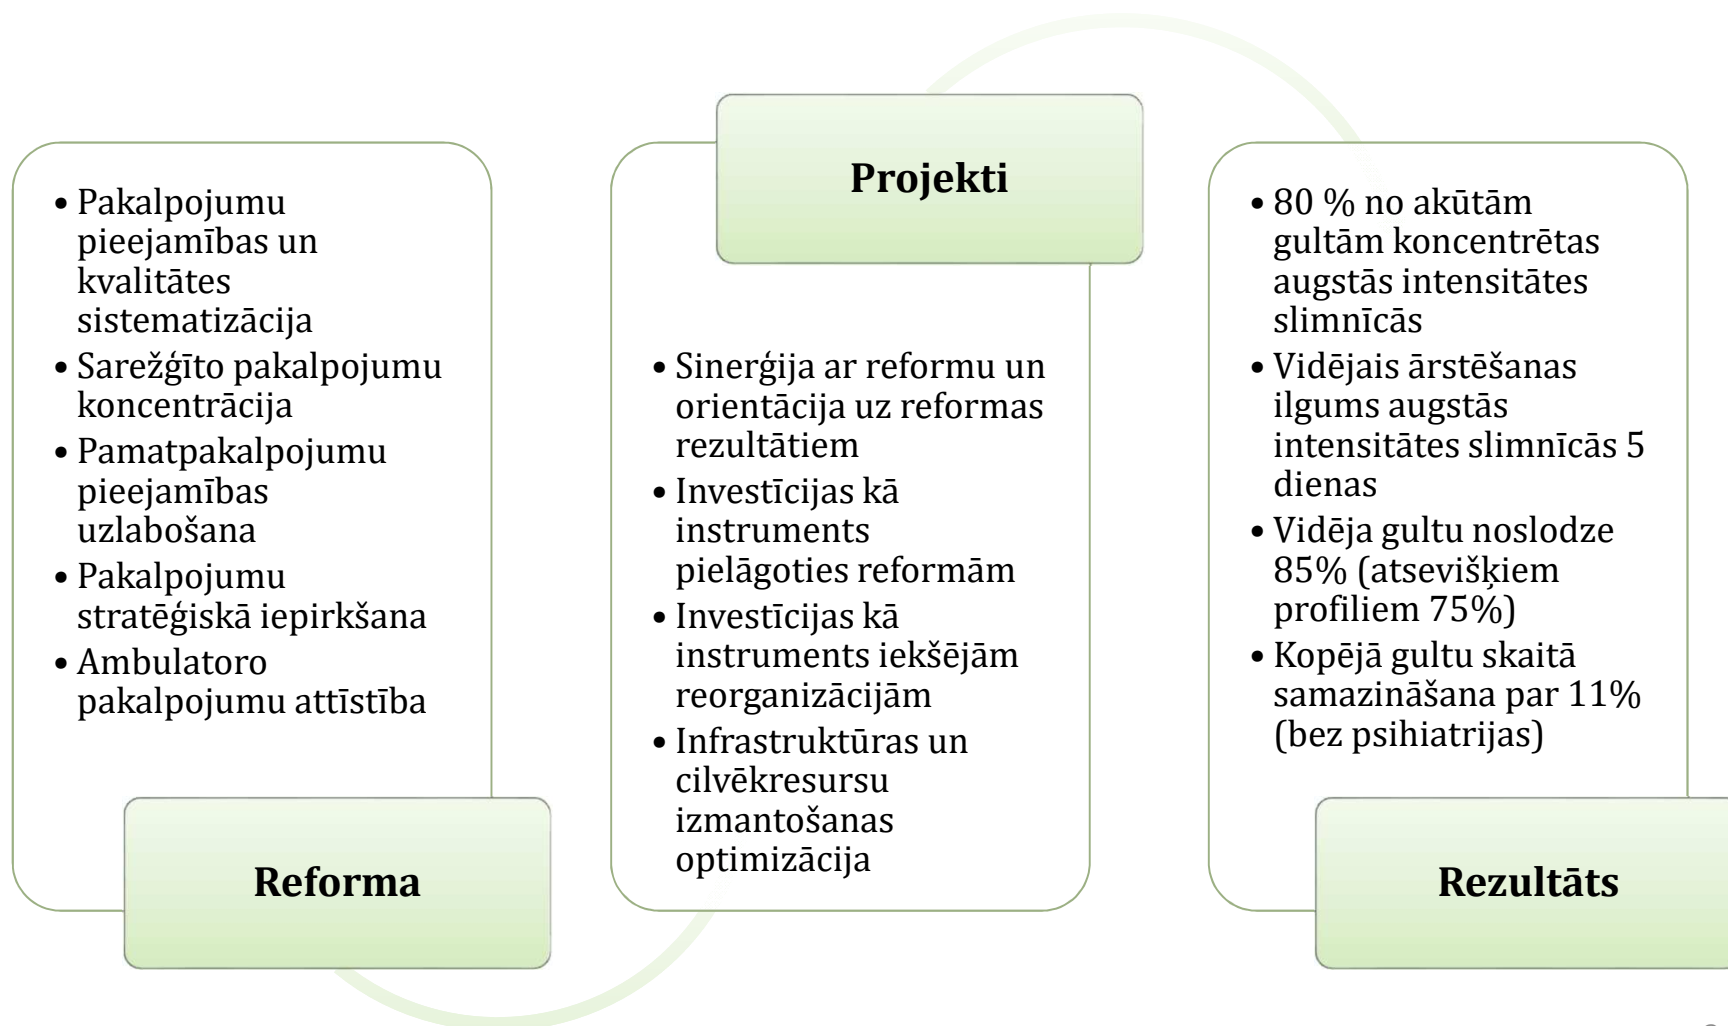 • Pakalpojumu
pieejamības un
kvalitātes
sistematizācija
• Sarežģīto pakalpojumu
koncentrācija
• Pamatpakalpojumu
pieejamības
uzlabošana
• Pakalpojumu
stratēģiskā iepirkšana
• Ambulatoro
pakalpojumu attīstība
Reforma
Projekti
• Sinerģija ar reformu un
orientācija uz reformas
rezultātiem
• Investīcijas kā
instruments
pielāgoties reformām
• Investīcijas kā
instruments iekšējām
reorganizācijām
• Infrastruktūras un
cilvēkresursu
izmantošanas
optimizācija
• 80 % no akūtām
gultām koncentrētas
augstās intensitātes
slimnīcās
• Vidējais ārstēšanas
ilgums augstās
intensitātes slimnīcās 5
dienas
• Vidēja gultu noslodze
85% (atsevišķiem
profiliem 75%)
• Kopējā gultu skaitā
samazināšana par 11%
(bez psihiatrijas)
Rezultāts